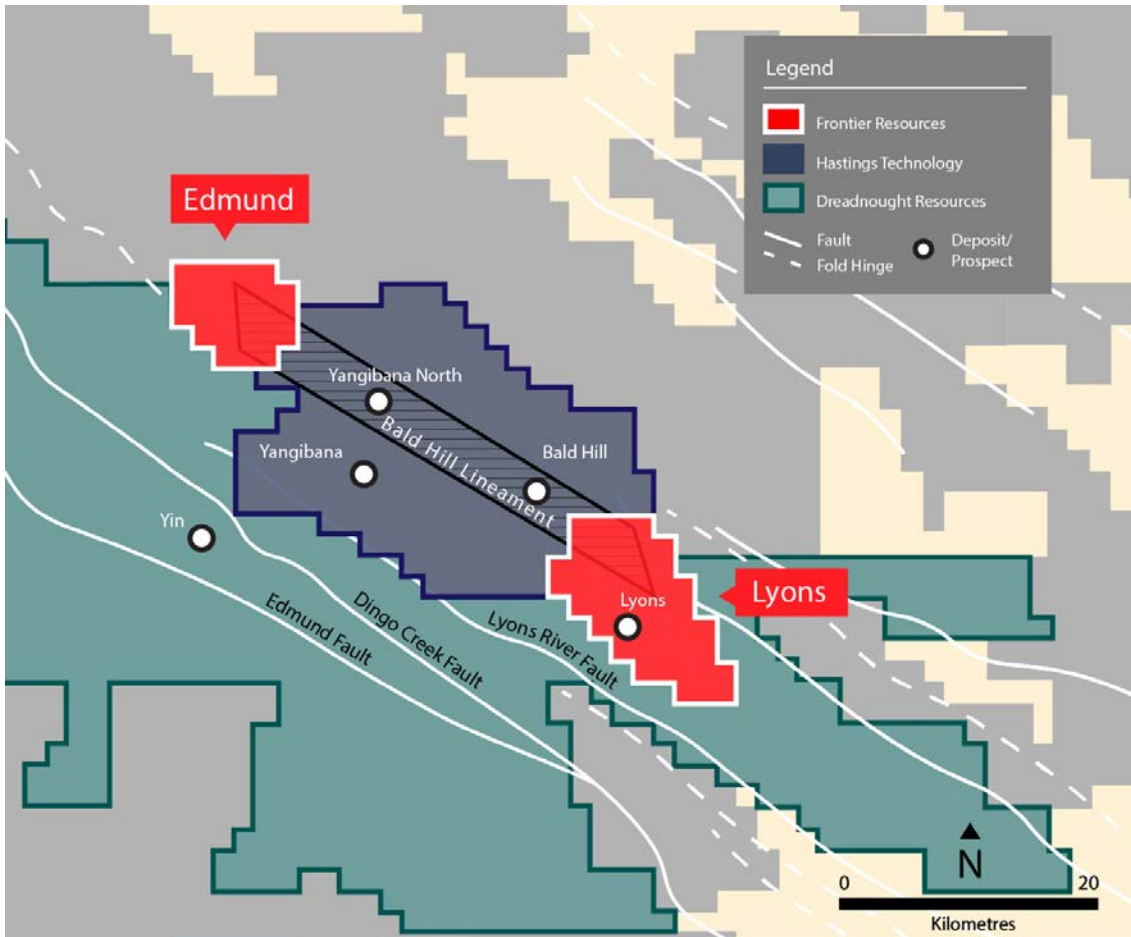 Legend
Frontier Resources
Hastings Technology
Dreadnought Resources
Fault
Fold Hinge
Deposit/
Prospect
Edmund
Yangibana North
Bald Hill Lineament
Yangibana
Bald Hill
Yin
Lyons
Lyons
Edmund Fault
Dingo Creek Fault
Lyons River Fault
N
0 20
Kilometres